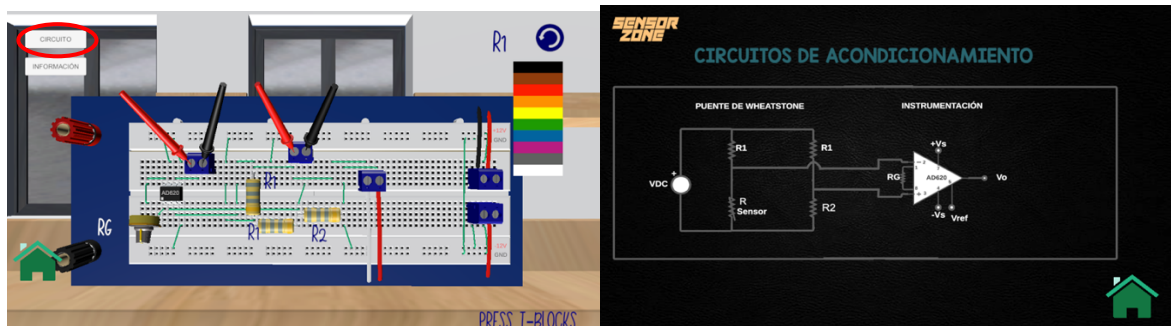 CIRCUITO
INFORMACIÓN
R1
+12V
GND
AD620
R1
RG
R1
R2
-12V
GND
PRESS T-BLOCKS
SENSOR
ZONE
CIRCUITOS DE ACONDICIONAMIENTO
PUENTE DE WHEATSTONE
INSTRUMENTACIÓN
R1
R1
+Vs
VDC
+
RG
AD620
Vo
R
Sensor
R2
-Vs
Vref